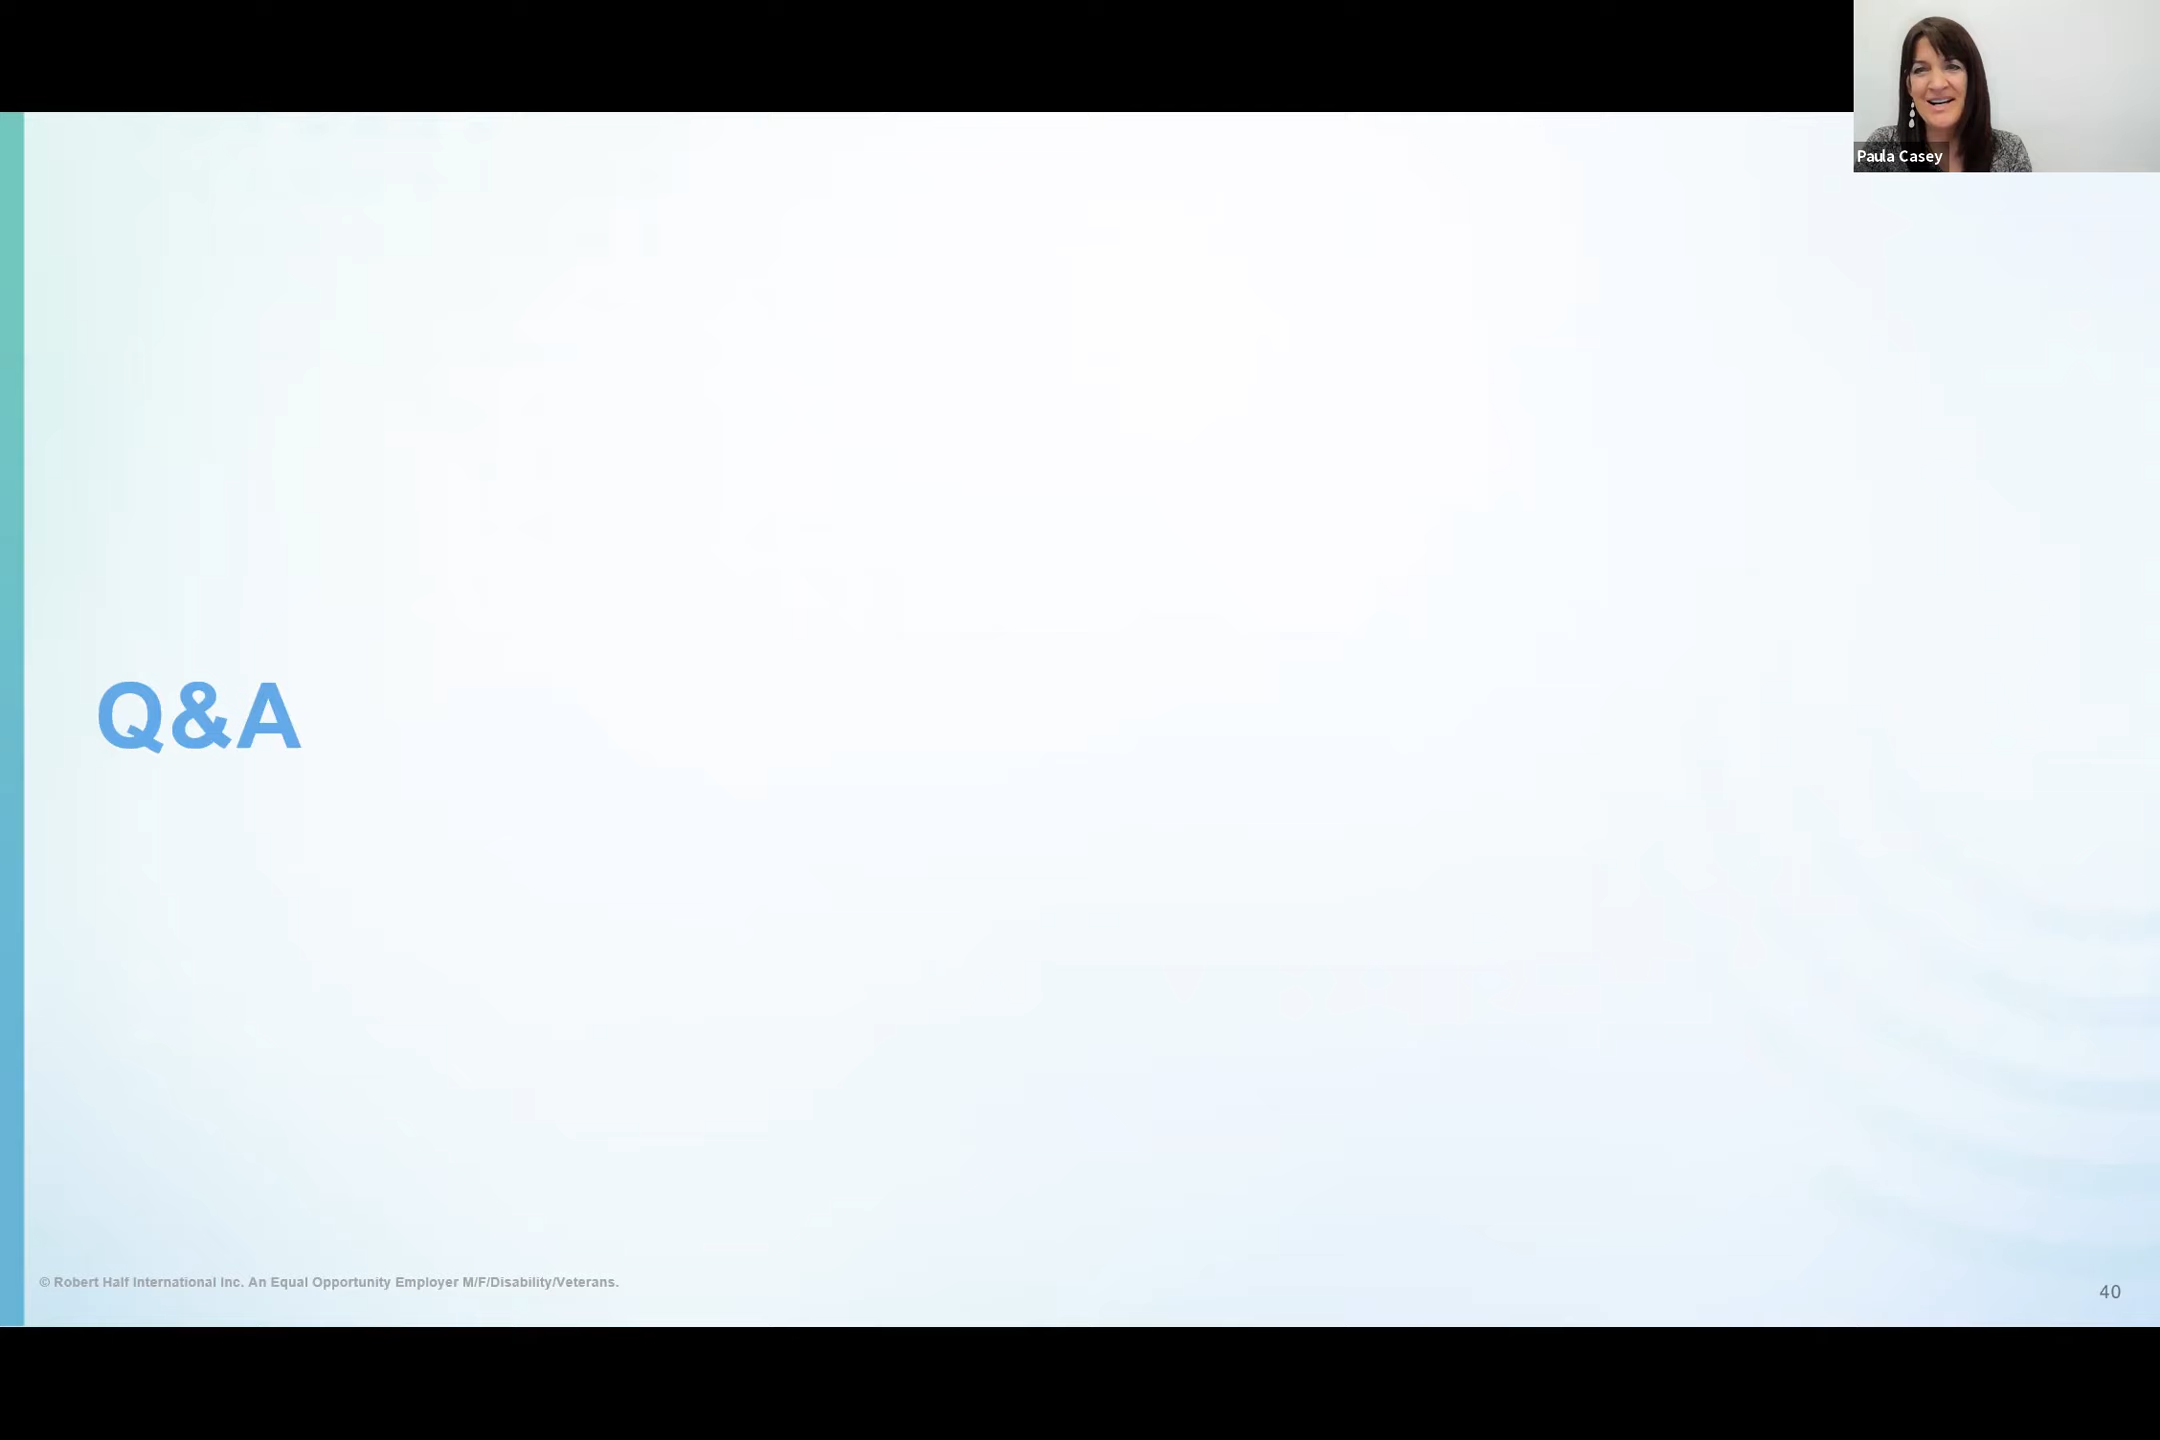 Paula Casey
Q&A
© Robert Half International Inc. An Equal Opportunity Employer M/F/Disability/Veterans.
40